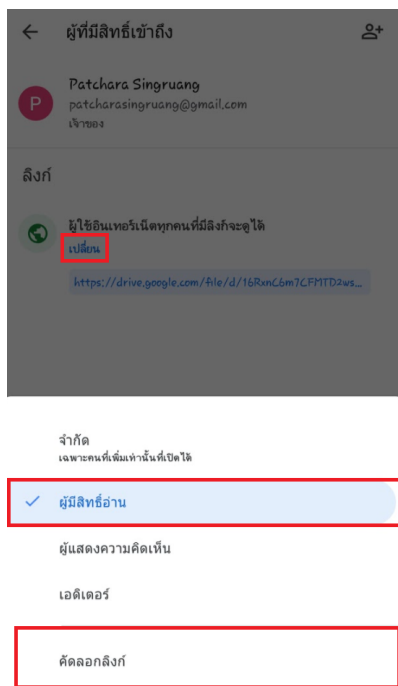 ผู้ที่มีสิทธิ์เข้าถึง
P
Patchara Singruang
patcharasingruang@gmail.com
เจ้าของ
ลิงก์
ผู้ใช้อินเทอร์เน็ตทุกคนที่มีลิงก์จะดูได้
เปลี่ยน
https://drive.google.com/file/d/16RxnC6m7CFMTD2ws...
จำกัด
เฉพาะคนที่เพิ่มเท่านั้นที่เปิดได้
ผู้มีสิทธิ์อ่าน
ผู้แสดงความคิดเห็น
เอดิเตอร์
คัดลอกลิงก์